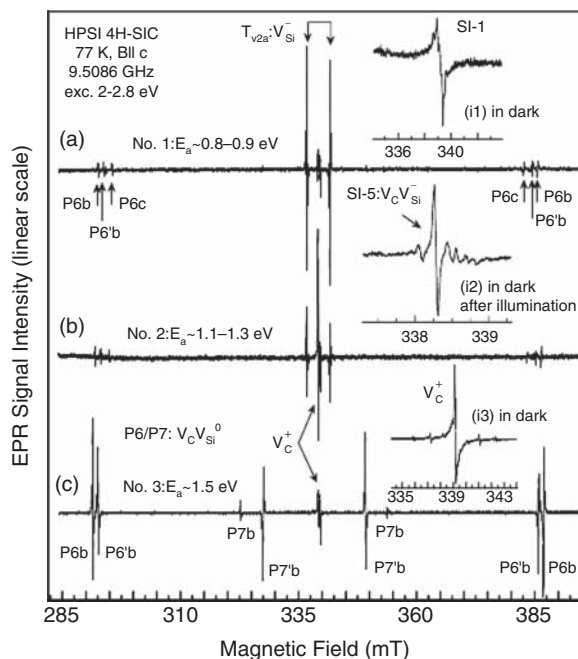 HPSI 4H-SIC
77 K, BII c
9.5086 GHz
exc. 2-2.8 eV
T_v2a:V_Si^-
SI-1
(i1) in dark
336 340
(a)
No. 1:E_a~0.8–0.9 eV
P6b P6c
P6'b
P6c P6b
P6'b
SI-5:V_CV_Si^-
(i2) in dark
after illumination
338 339
(b)
No. 2:E_a~1.1–1.3 eV
P6/P7: V_CV_Si^0
V_C^+
V_C^+
(i3) in dark
335 339 343
(c)
No. 3:E_a~1.5 eV
P6b P6'b
P7b
P7'b
P7b
P7'b
P6'b P6b
285 310 335 360 385
Magnetic Field (mT)
EPR Signal Intensity (linear scale)